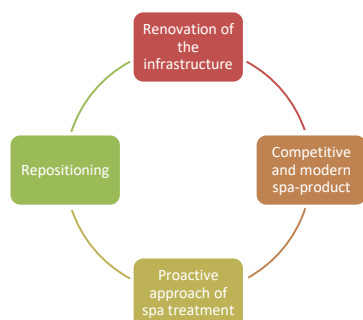 Renovation of
the
infrastructure
Competitive
and modern
spa-product
Proactive
approach of
spa treatment
Repositioning